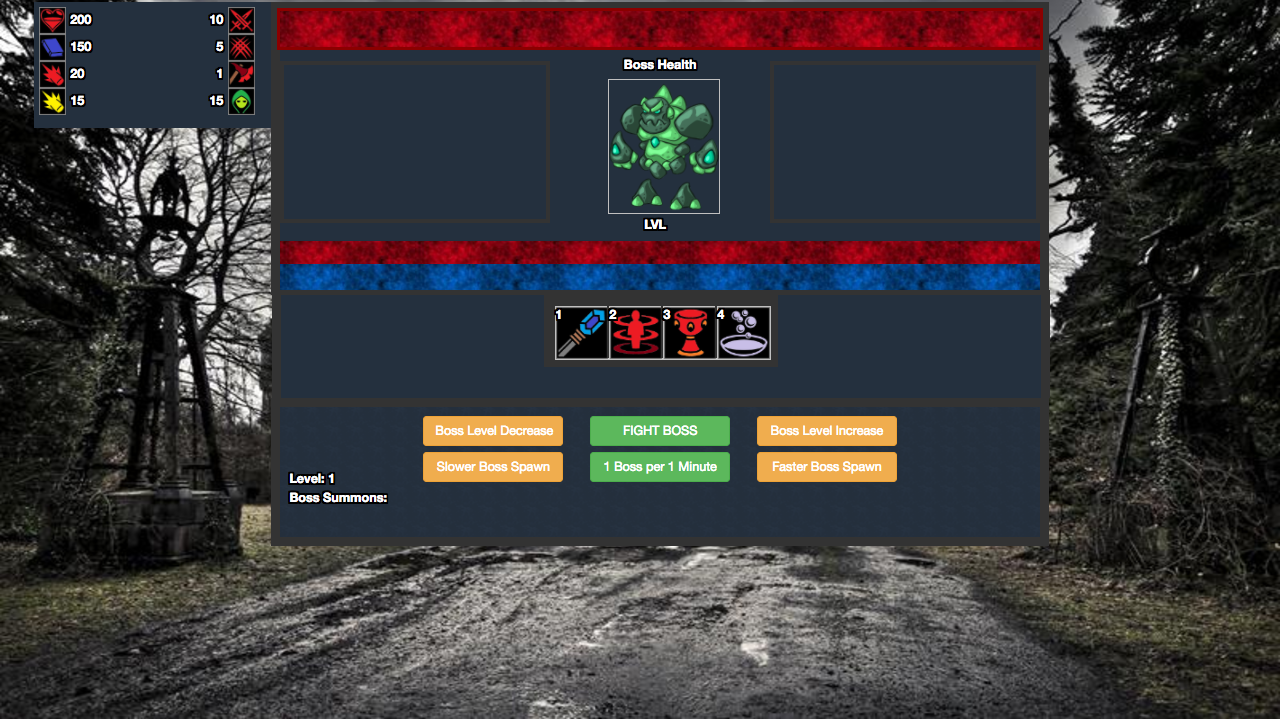 200 10
150 5
20 1
15 15
Boss Health
LVL
1 2 3 4
Boss Level Decrease FIGHT BOSS Boss Level Increase
Slower Boss Spawn 1 Boss per 1 Minute Faster Boss Spawn
Level: 1
Boss Summons: